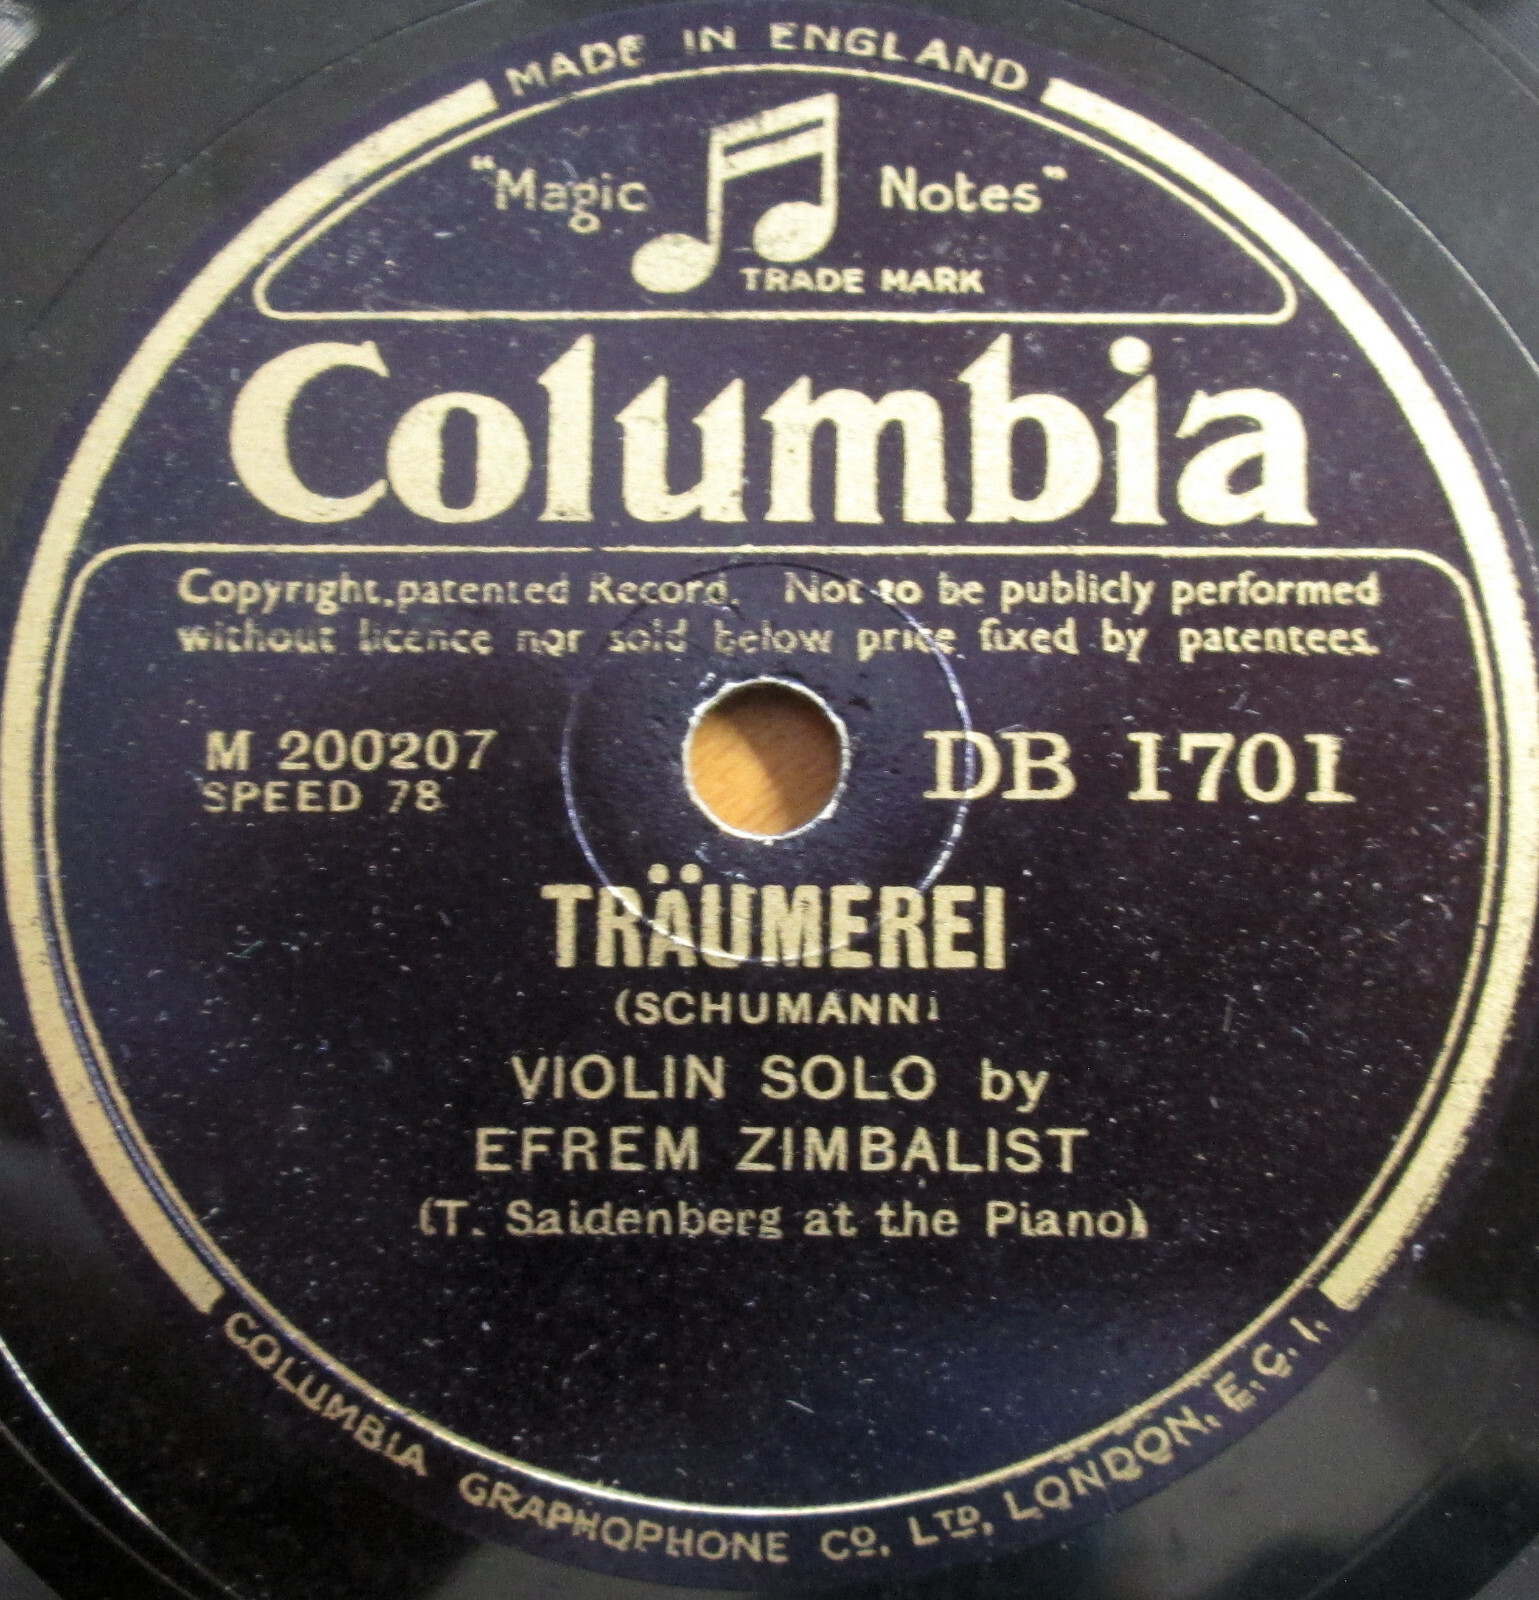 MADE IN ENGLAND
"Magic Notes"
TRADE MARK
Columbia
Copyright, patented Record. Not to be publicly performed
without licence nor sold below price fixed by patentees.
M 200207
SPEED 78
DB 1701
TRÄUMEREI
(SCHUMANN)
VIOLIN SOLO by
EFREM ZIMBALIST
(T. Saidenberg at the Piano)
COLUMBIA GRAPHOPHONE CO. LTD, LONDON, E.C.1.